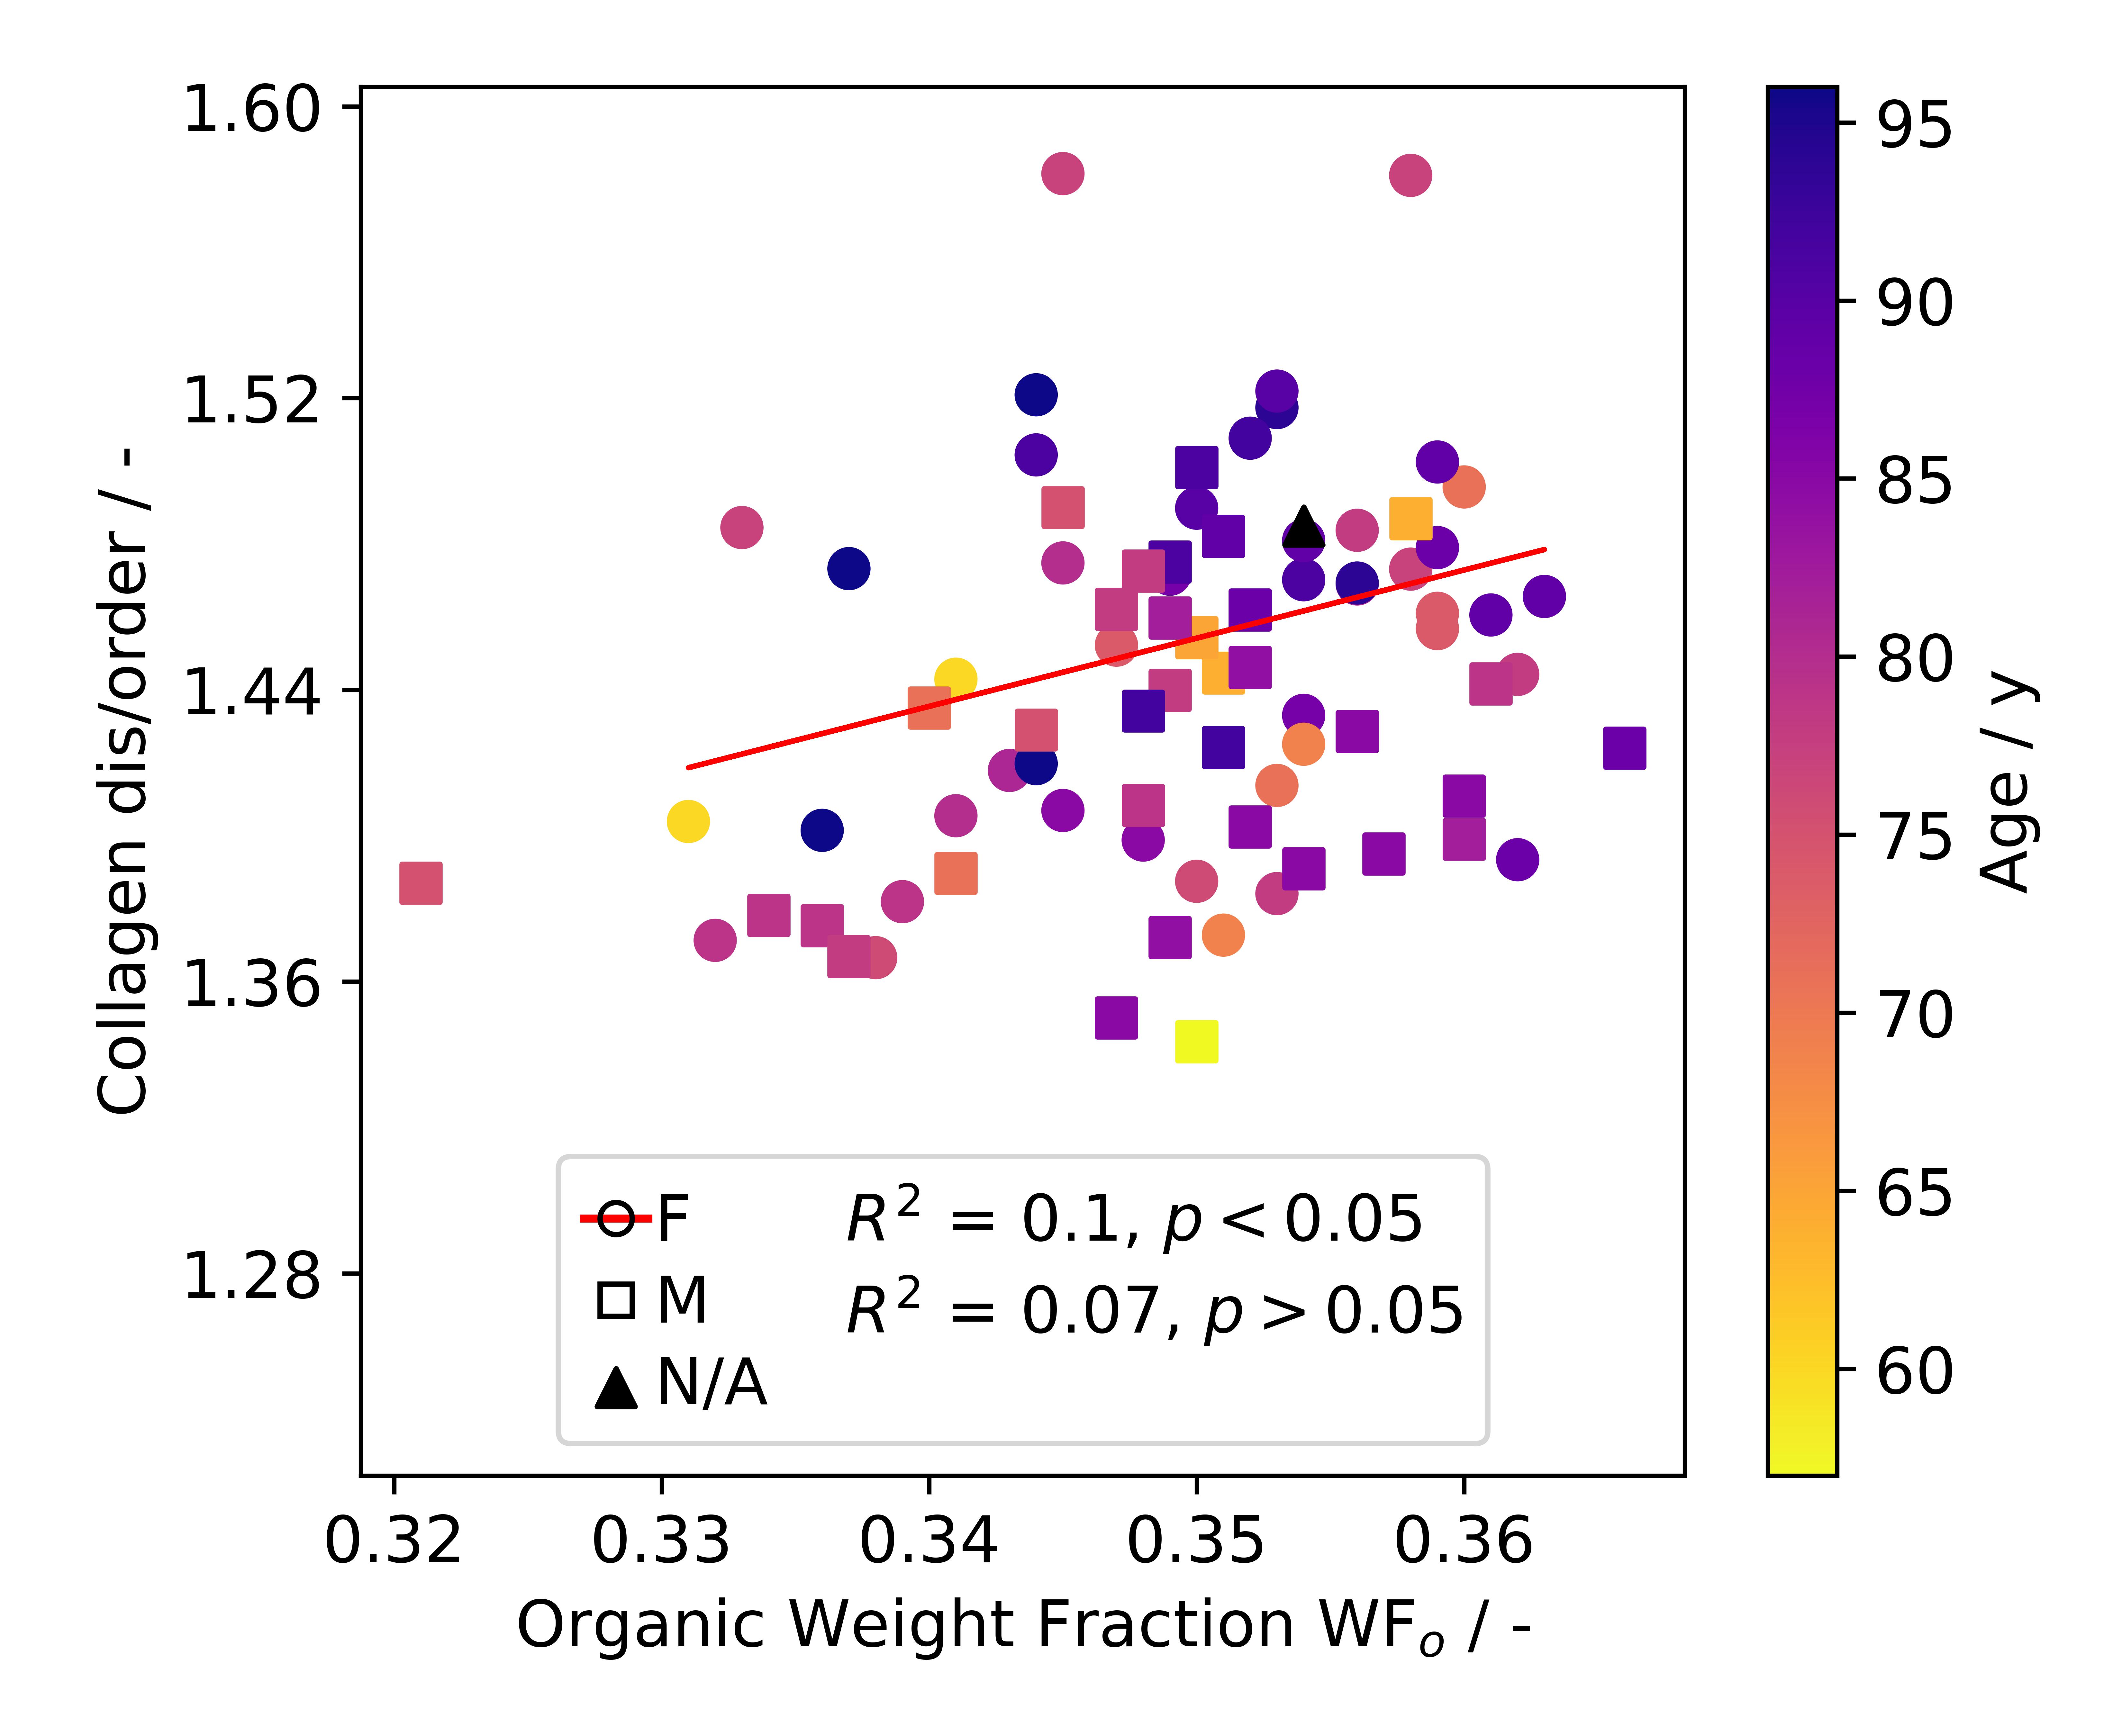 1.60
1.52
1.44
1.36
1.28
Collagen dis/order / -
0.32 0.33 0.34 0.35 0.36
Organic Weight Fraction WFₒ / -
F R² = 0.1, p < 0.05
M R² = 0.07, p > 0.05
N/A
95
90
85
80
75
70
65
60
Age / y